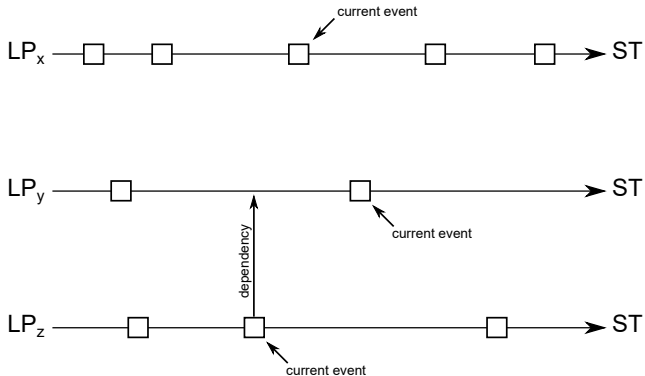 current event
LPx ST
LPy ST
current event
dependency
LPz ST
current event